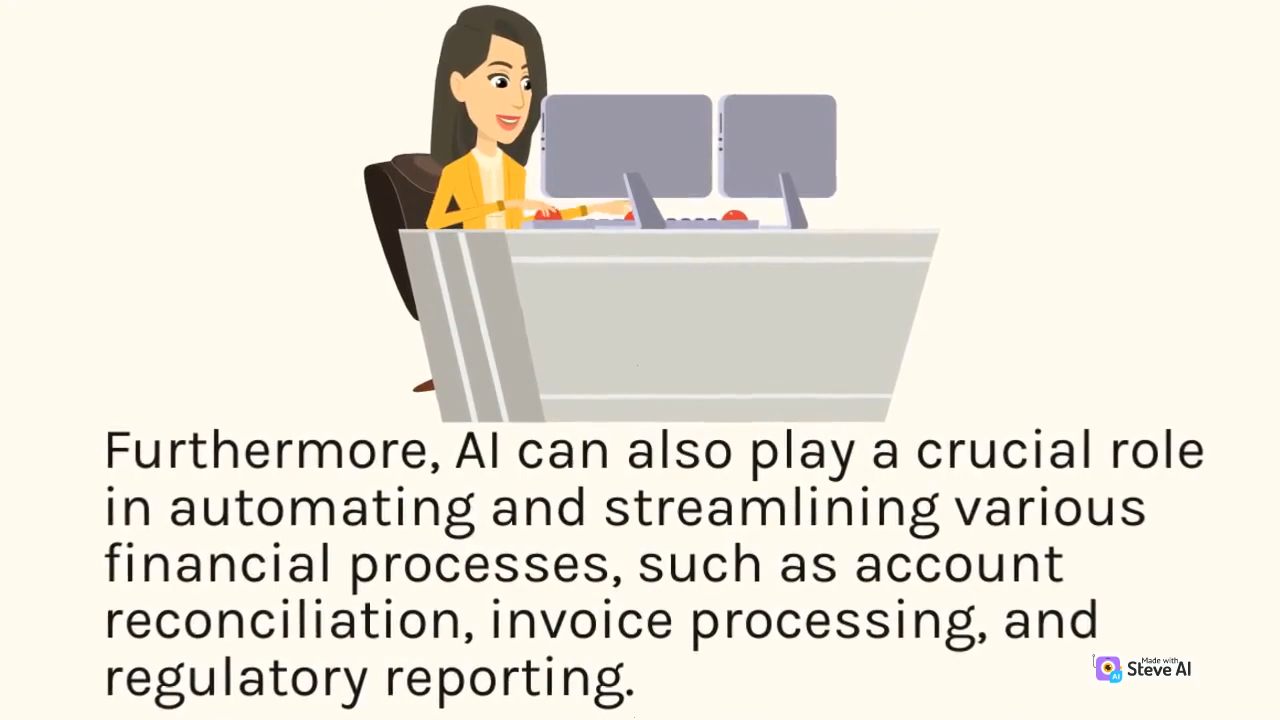 Furthermore, AI can also play a crucial role
in automating and streamlining various
financial processes, such as account
reconciliation, invoice processing, and
regulatory reporting.
Made with
Steve AI
AI